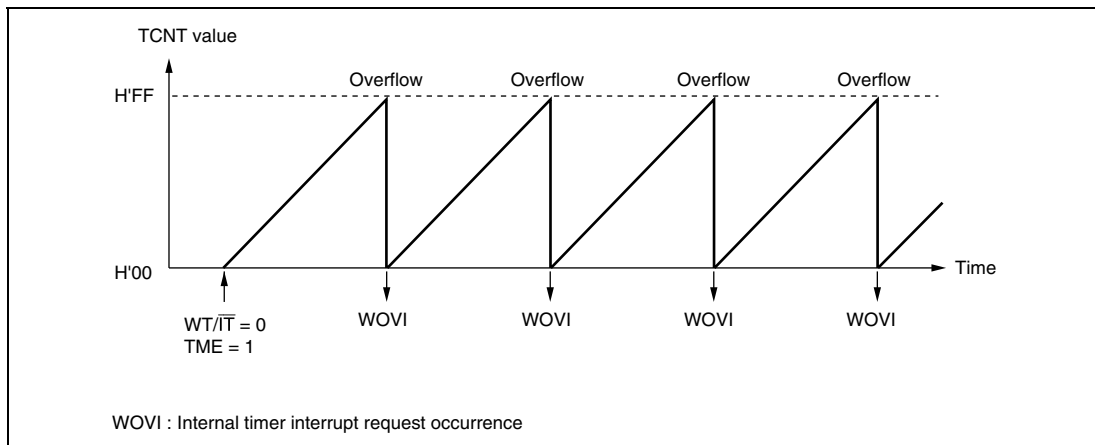 TCNT value
Overflow Overflow Overflow Overflow
H'FF
H'00
Time
WT/I̅T̅ = 0
TME = 1
WOVI WOVI WOVI WOVI
WOVI : Internal timer interrupt request occurrence